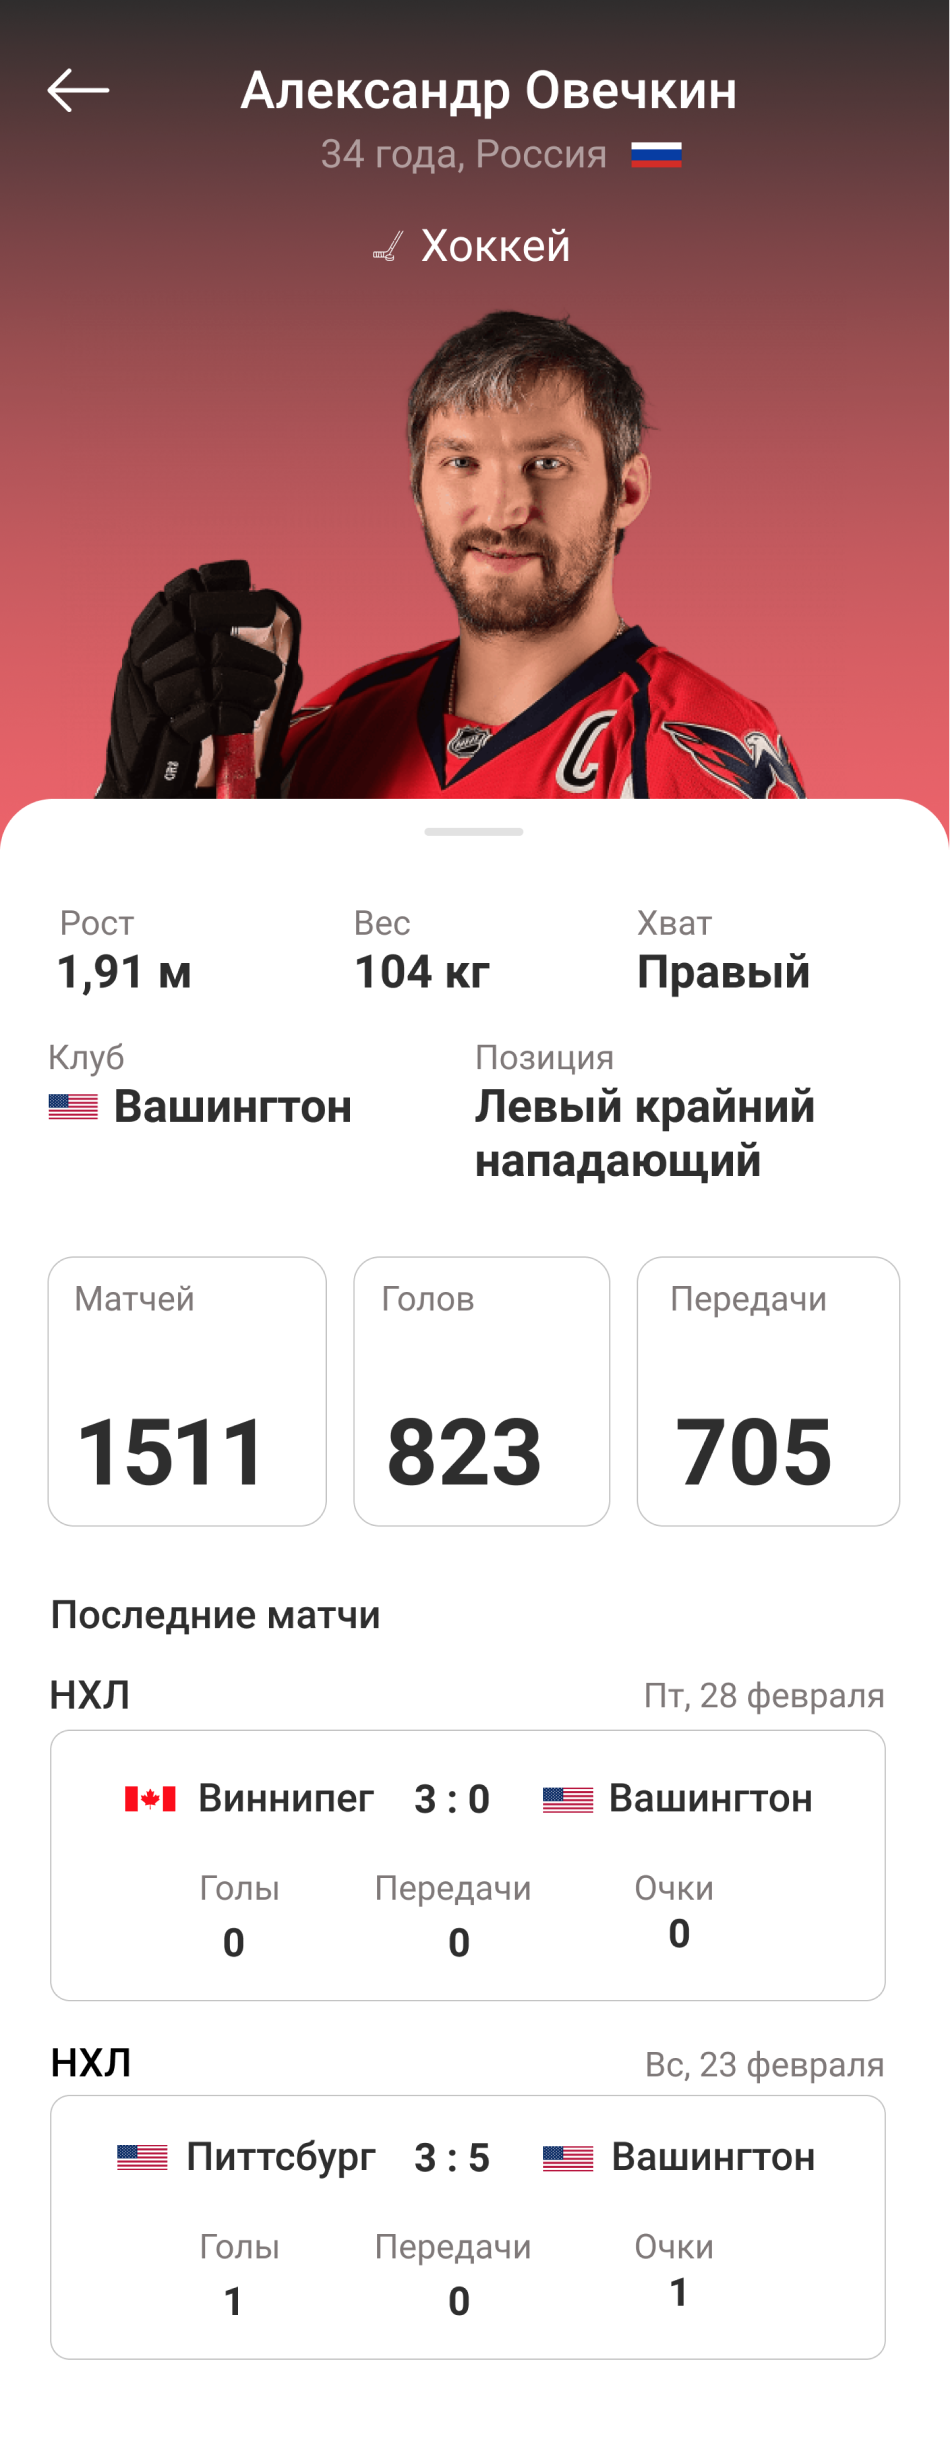 Александр Овечкин
34 года, Россия
Хоккей
C
Рост Вес Хват
1,91 м 104 кг Правый
Клуб Позиция
Вашингтон Левый крайний
нападающий
Матчей Голов Передачи
1511 823 705
Последние матчи
НХЛ Пт, 28 февраля
Виннипег 3 : 0 Вашингтон
Голы Передачи Очки
0 0 0
НХЛ Вс, 23 февраля
Питтсбург 3 : 5 Вашингтон
Голы Передачи Очки
1 0 1